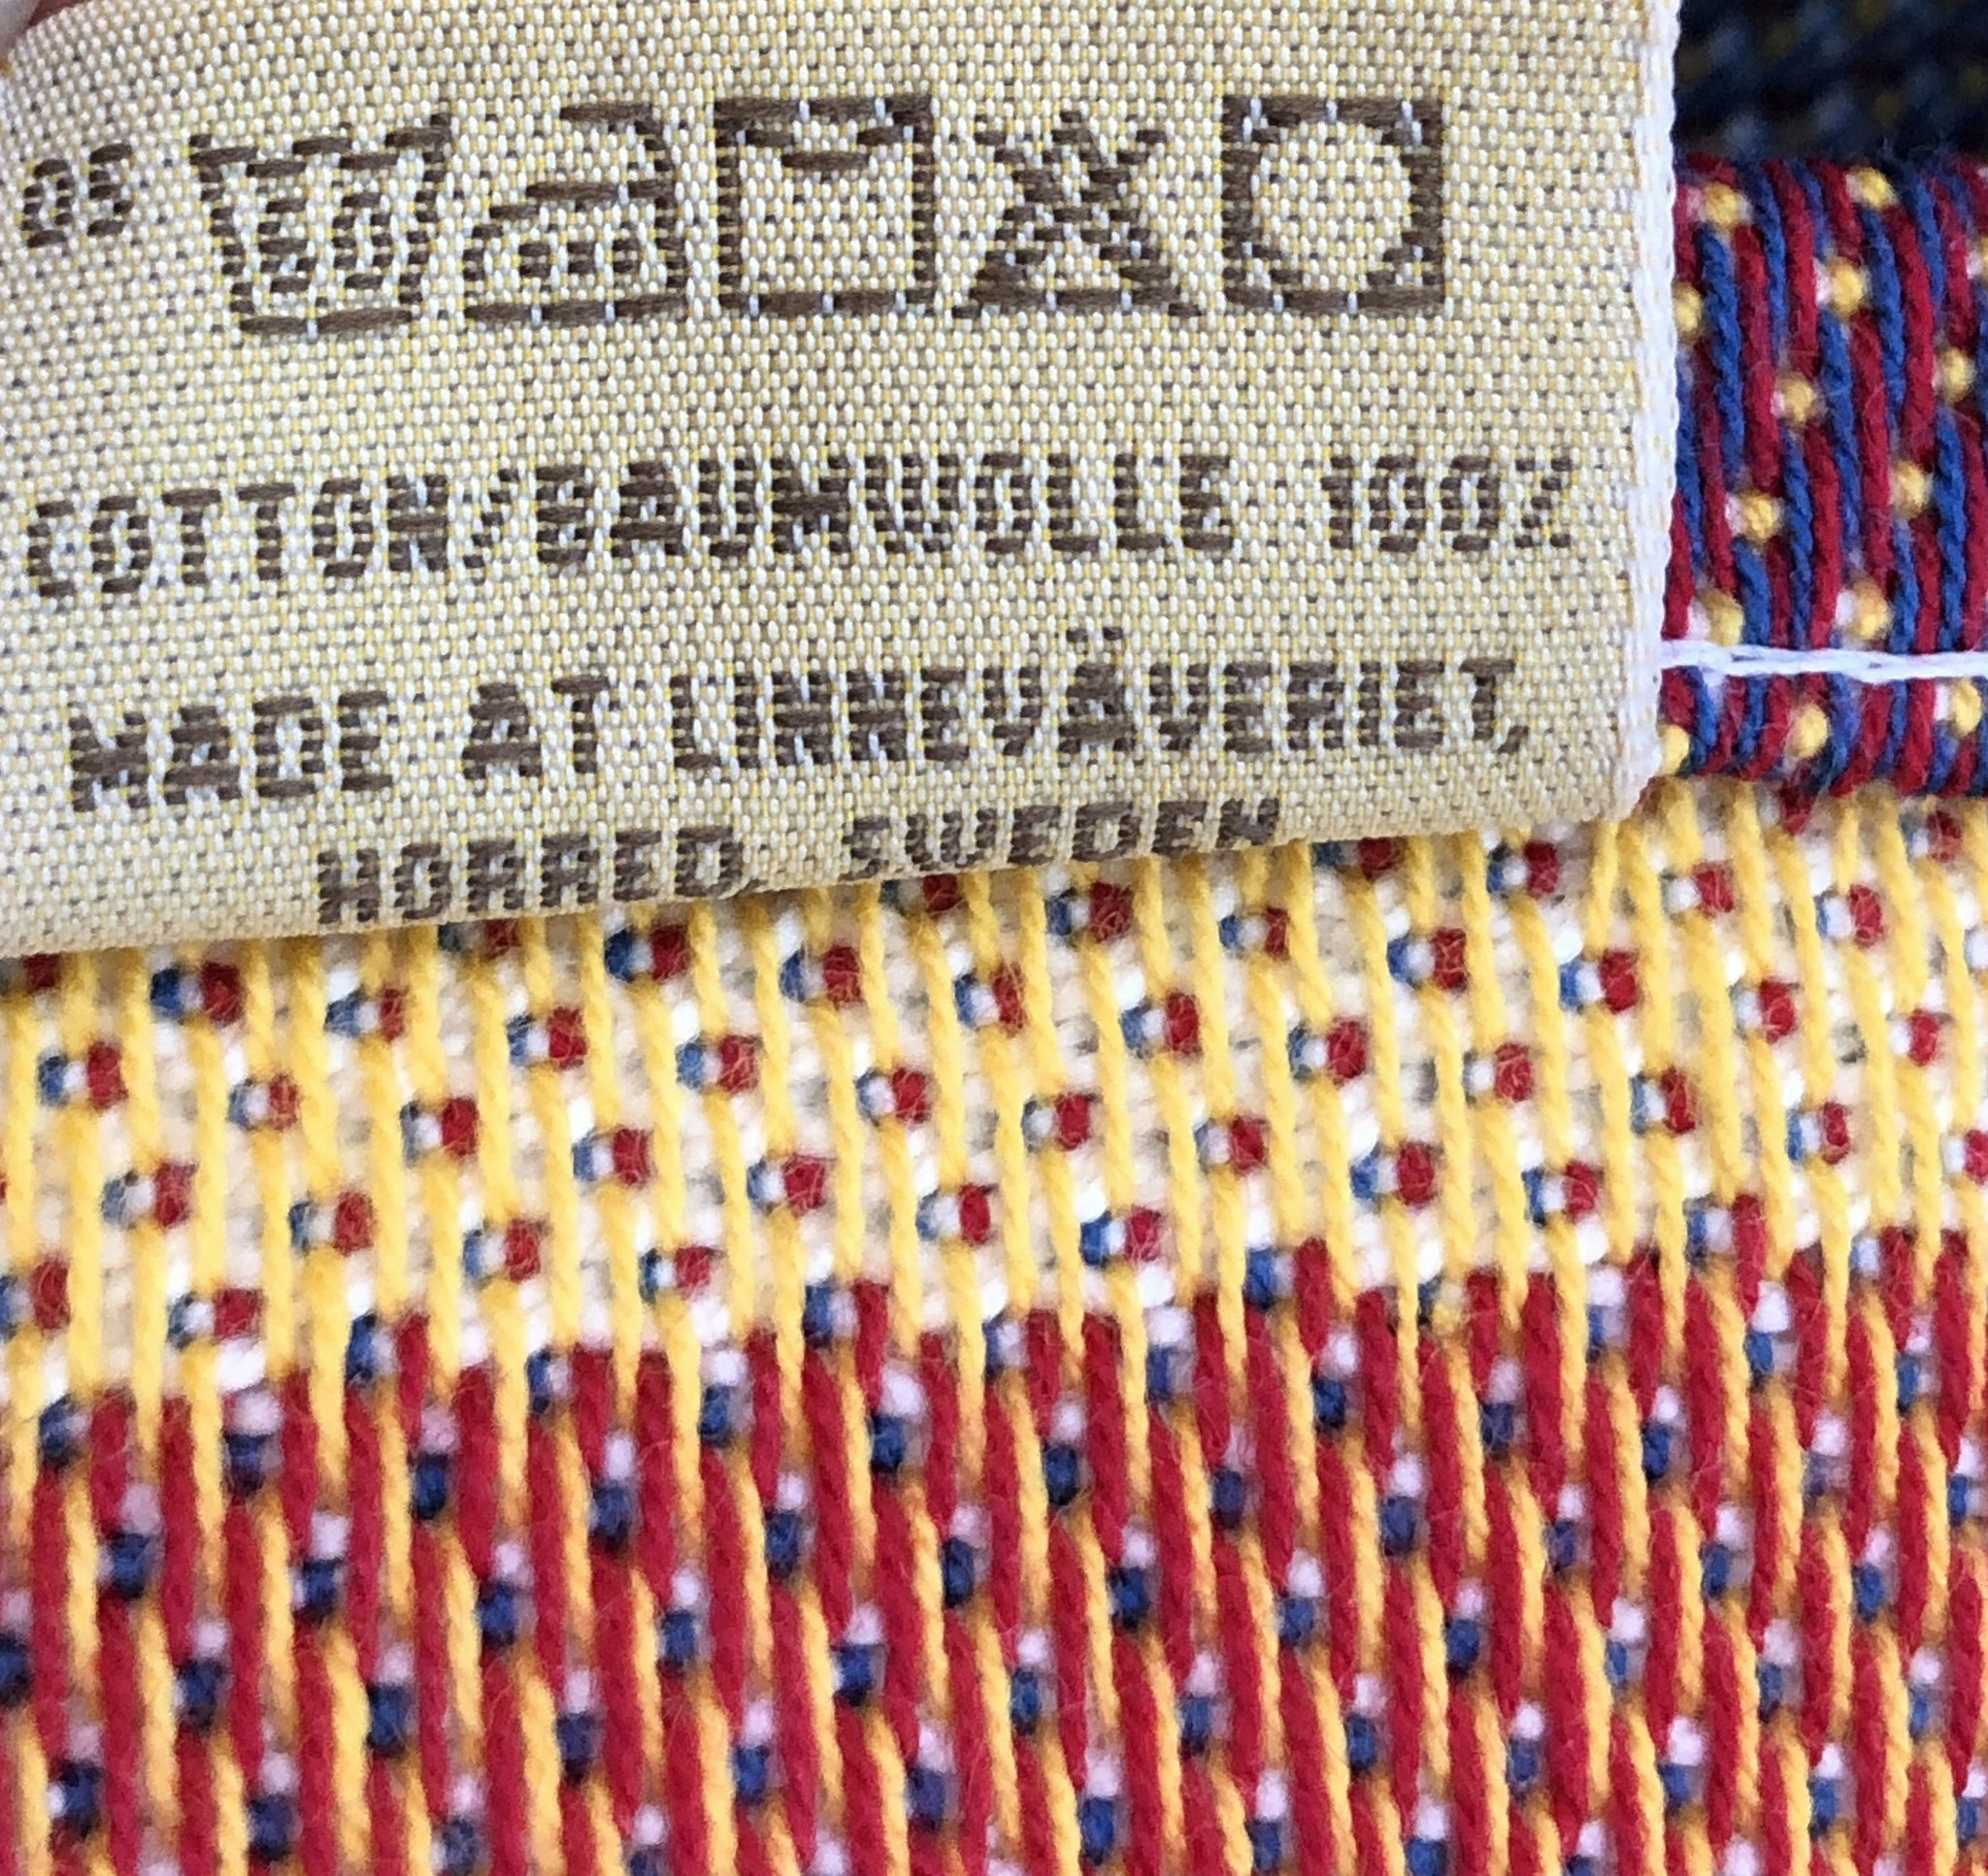 COTTON/BAUMWOLLE 100%
MADE AT LINNEVÄVERIET,
HORRED, SWEDEN